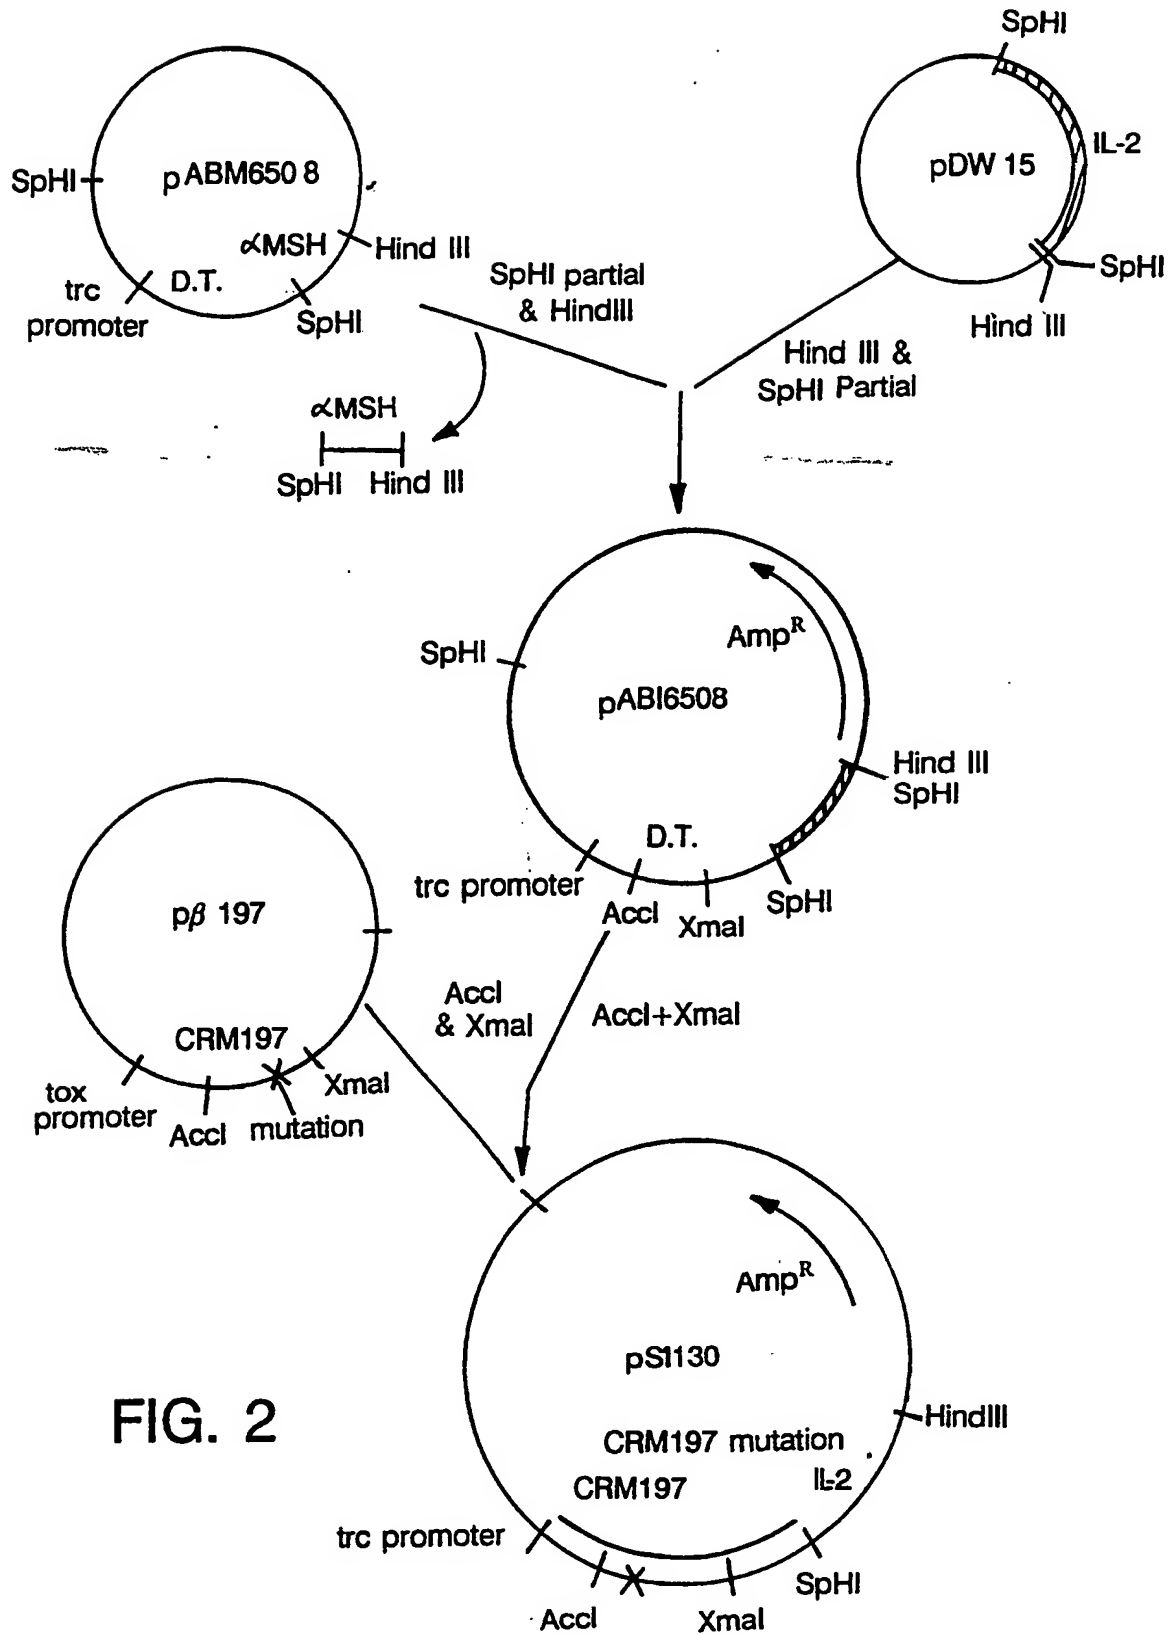 SpHI
pABM650 8
SpHI
αMSH
Hind III
D.T.
trc
promoter
SpHI
pDW 15
IL-2
SpHI
Hind III
SpHI partial
& HindIII
Hind III &
SpHI Partial
αMSH
SpHI Hind III
AmpR
SpHI
pABI6508
Hind III
SpHI
D.T.
trc promoter
AccI
XmaI
SpHI
pβ 197
CRM197
tox
promoter
AccI
mutation
XmaI
AccI
& XmaI
AccI+XmaI
AmpR
pSI130
HindIII
CRM197 mutation
CRM197
IL-2
trc promoter
AccI
XmaI
SpHI
FIG. 2